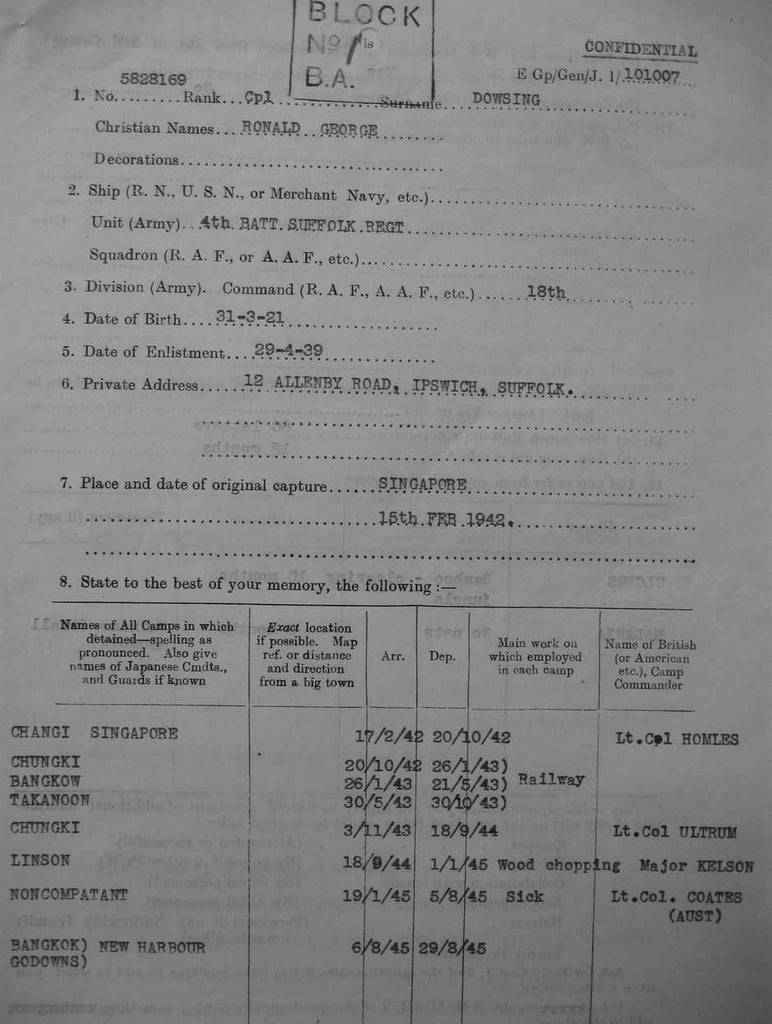 BLOCK
No 1
B.A.
CONFIDENTIAL
E Gp/Gen/J. 1/101007
5828169
1. No.........Rank...Cpl..................Surname....DOWSING
Christian Names...RONALD GEORGE
Decorations
2. Ship (R. N., U. S. N., or Merchant Navy, etc.)
Unit (Army)..4th. BATT. SUFFOLK.REGT
Squadron (R. A. F., or A. A. F., etc.)
3. Division (Army). Command (R. A. F., A. A. F., etc.)......18th
4. Date of Birth....31-3-21
5. Date of Enlistment....29-4-39
6. Private Address......12 ALLENBY ROAD, IPSWICH, SUFFOLK.
7. Place and date of original capture......SINGAPORE
15th.FEB.1942.
8. State to the best of your memory, the following :—
Names of All Camps in which detained—spelling as pronounced. Also give names of Japanese Cmdts., and Guards if known
Exact location if possible. Map ref. or distance and direction from a big town
Arr.
Dep.
Main work on which employed in each camp
Name of British (or American etc.), Camp Commander
CHANGI SINGAPORE 17/2/42 20/10/42 Lt.Col HOMLES
CHUNGKI 20/10/42 26/1/43)
BANGKOW 26/1/43 21/5/43) Railway
TAKANOON 30/5/43 30/10/43)
CHUNGKI 3/11/43 18/9/44 Lt.Col ULTRUM
LINSON 18/9/44 1/1/45 Wood chopping Major KELSON
NONCOMPATANT 19/1/45 5/8/45 Sick Lt.Col. COATES
(AUST)
BANGKOK) NEW HARBOUR 6/8/45 29/8/45
GODOWNS)